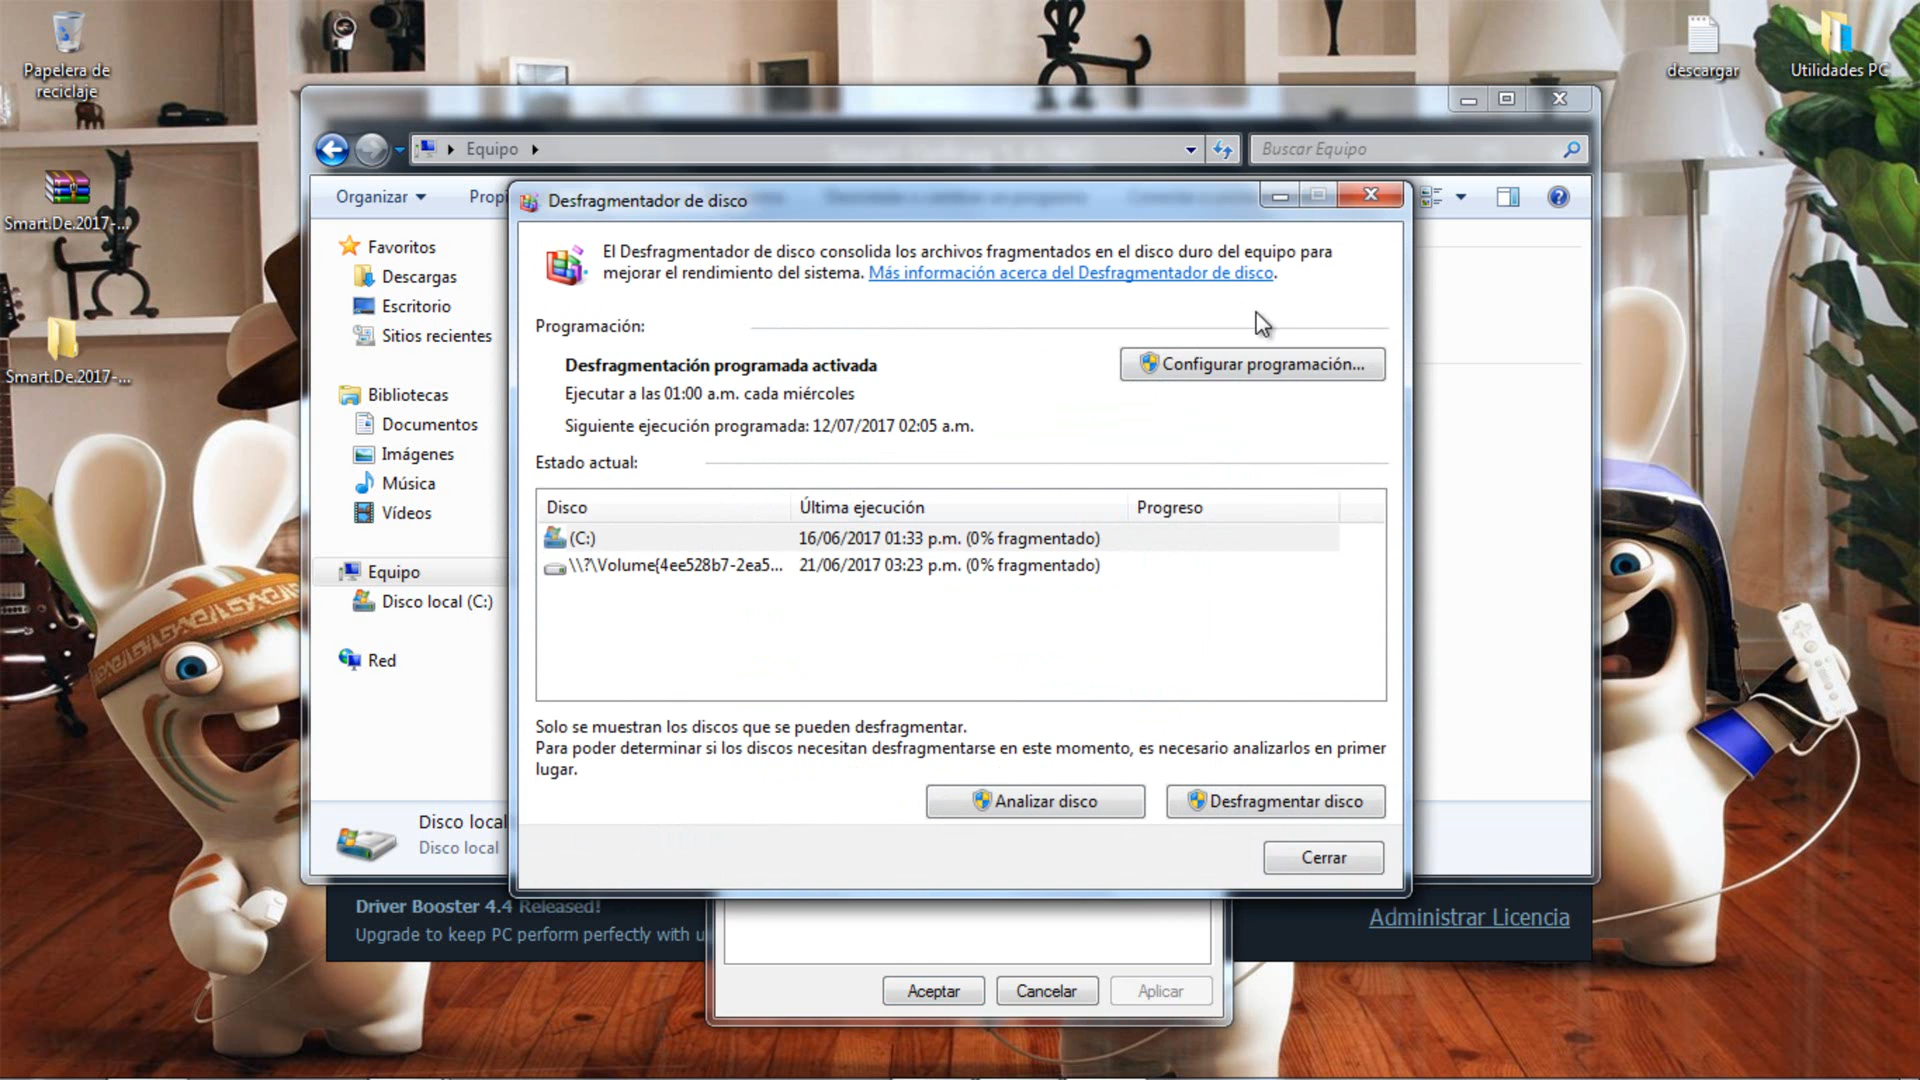 Papelera de
reciclaje
descargar
Utilidades PC
Smart.De.2017-...
Smart.De.2017-...
Equipo
Buscar Equipo
Organizar
Propi
Favoritos
Descargas
Escritorio
Sitios recientes
Bibliotecas
Documentos
Imágenes
Música
Vídeos
Equipo
Disco local (C:)
Red
Disco local
Disco local
Desfragmentador de disco
El Desfragmentador de disco consolida los archivos fragmentados en el disco duro del equipo para
mejorar el rendimiento del sistema. Más información acerca del Desfragmentador de disco.
Programación:
Desfragmentación programada activada
Configurar programación...
Ejecutar a las 01:00 a.m. cada miércoles
Siguiente ejecución programada: 12/07/2017 02:05 a.m.
Estado actual:
Disco Última ejecución Progreso
(C:) 16/06/2017 01:33 p.m. (0% fragmentado)
\\?\Volume{4ee528b7-2ea5... 21/06/2017 03:23 p.m. (0% fragmentado)
Solo se muestran los discos que se pueden desfragmentar.
Para poder determinar si los discos necesitan desfragmentarse en este momento, es necesario analizarlos en primer
lugar.
Analizar disco Desfragmentar disco
Cerrar
Driver Booster 4.4 Released!
Upgrade to keep PC perform perfectly with u
Administrar Licencia
Aceptar Cancelar Aplicar